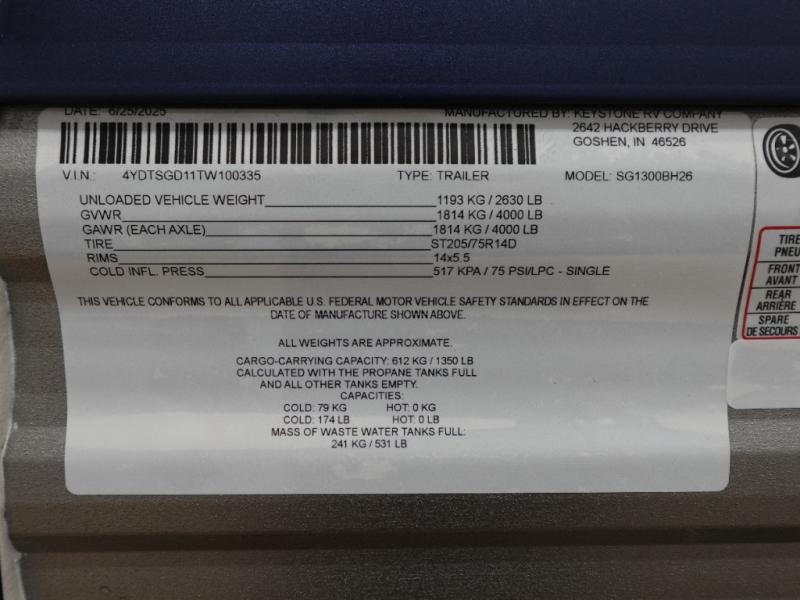 DATE: 6/25/2025 MANUFACTURED BY: KEYSTONE RV COMPANY
2642 HACKBERRY DRIVE
GOSHEN, IN 46526
V.I.N.: 4YDTSGD11TW100335 TYPE: TRAILER MODEL: SG1300BH26
UNLOADED VEHICLE WEIGHT 1193 KG / 2630 LB
GVWR 1814 KG / 4000 LB
GAWR (EACH AXLE) 1814 KG / 4000 LB
TIRE ST205/75R14D
RIMS 14x5.5
COLD INFL. PRESS 517 KPA / 75 PSI/LPC - SINGLE
THIS VEHICLE CONFORMS TO ALL APPLICABLE U.S. FEDERAL MOTOR VEHICLE SAFETY STANDARDS IN EFFECT ON THE
DATE OF MANUFACTURE SHOWN ABOVE.
ALL WEIGHTS ARE APPROXIMATE.
CARGO-CARRYING CAPACITY: 612 KG / 1350 LB
CALCULATED WITH THE PROPANE TANKS FULL
AND ALL OTHER TANKS EMPTY.
CAPACITIES:
COLD: 79 KG HOT: 0 KG
COLD: 174 LB HOT: 0 LB
MASS OF WASTE WATER TANKS FULL:
241 KG / 531 LB
TIRE
PNEU
FRONT
AVANT
REAR
ARRIÈRE
SPARE
DE SECOURS